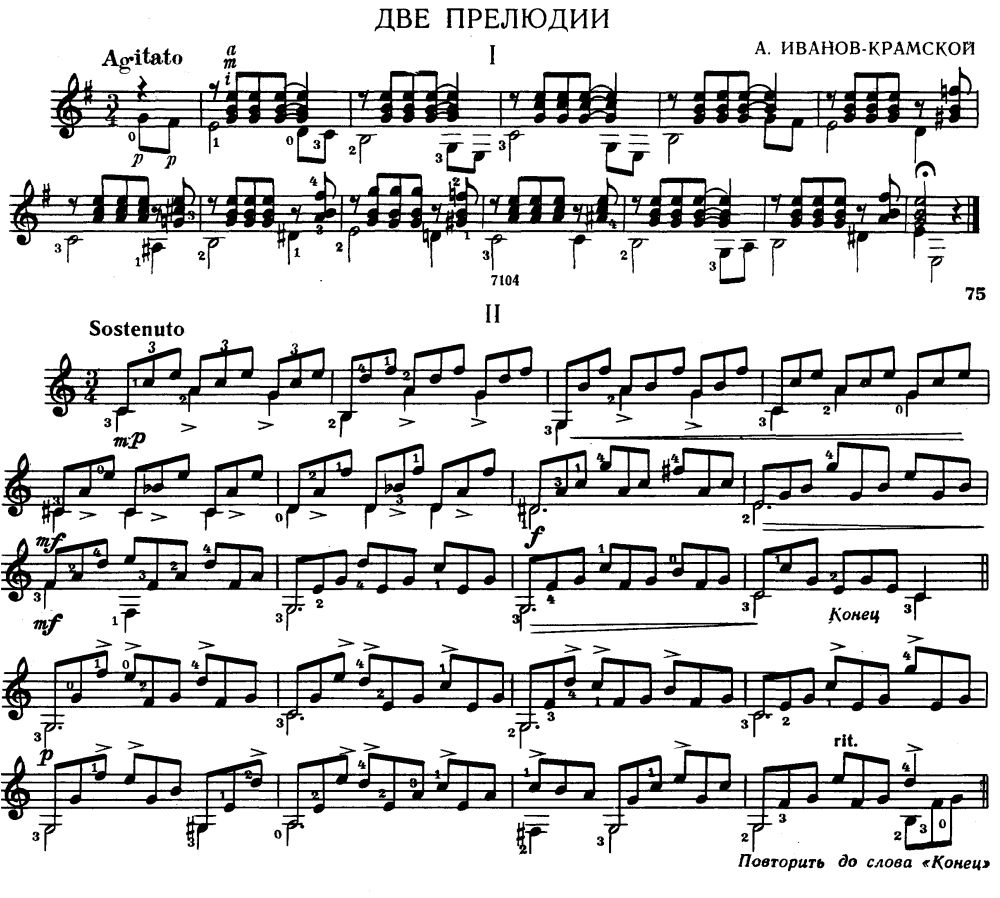 ДВЕ ПРЕЛЮДИИ
А. ИВАНОВ-КРАМСКОЙ
I
Agitato
a
m
i
p p
7104
75
II
Sostenuto
mp
mf
f
mf
Конец
p
rit.
Повторить до слова «Конец»